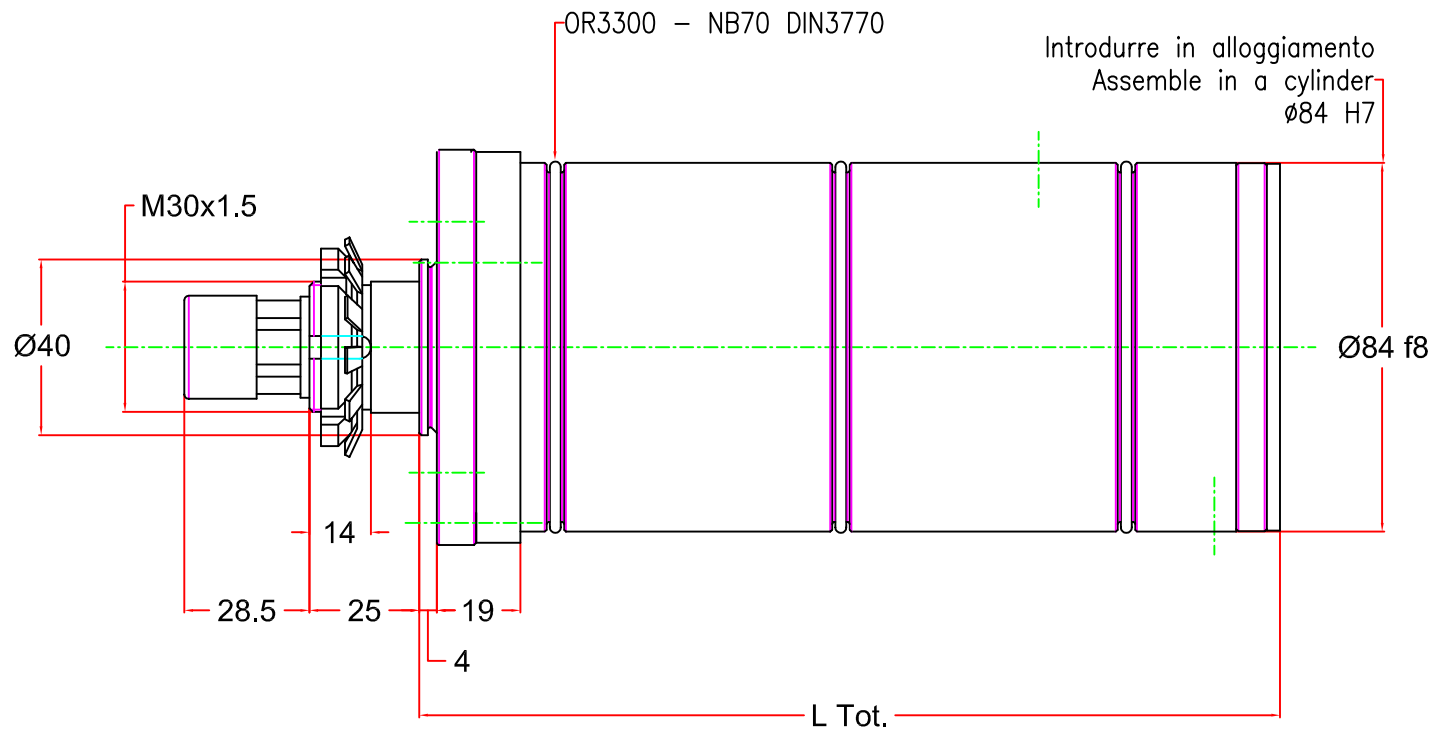 OR3300 - NB70 DIN3770
Introdurre in alloggiamento
Assemble in a cylinder
ø84 H7
M30x1.5
Ø40
Ø84 f8
14
28.5
25
19
4
L Tot.